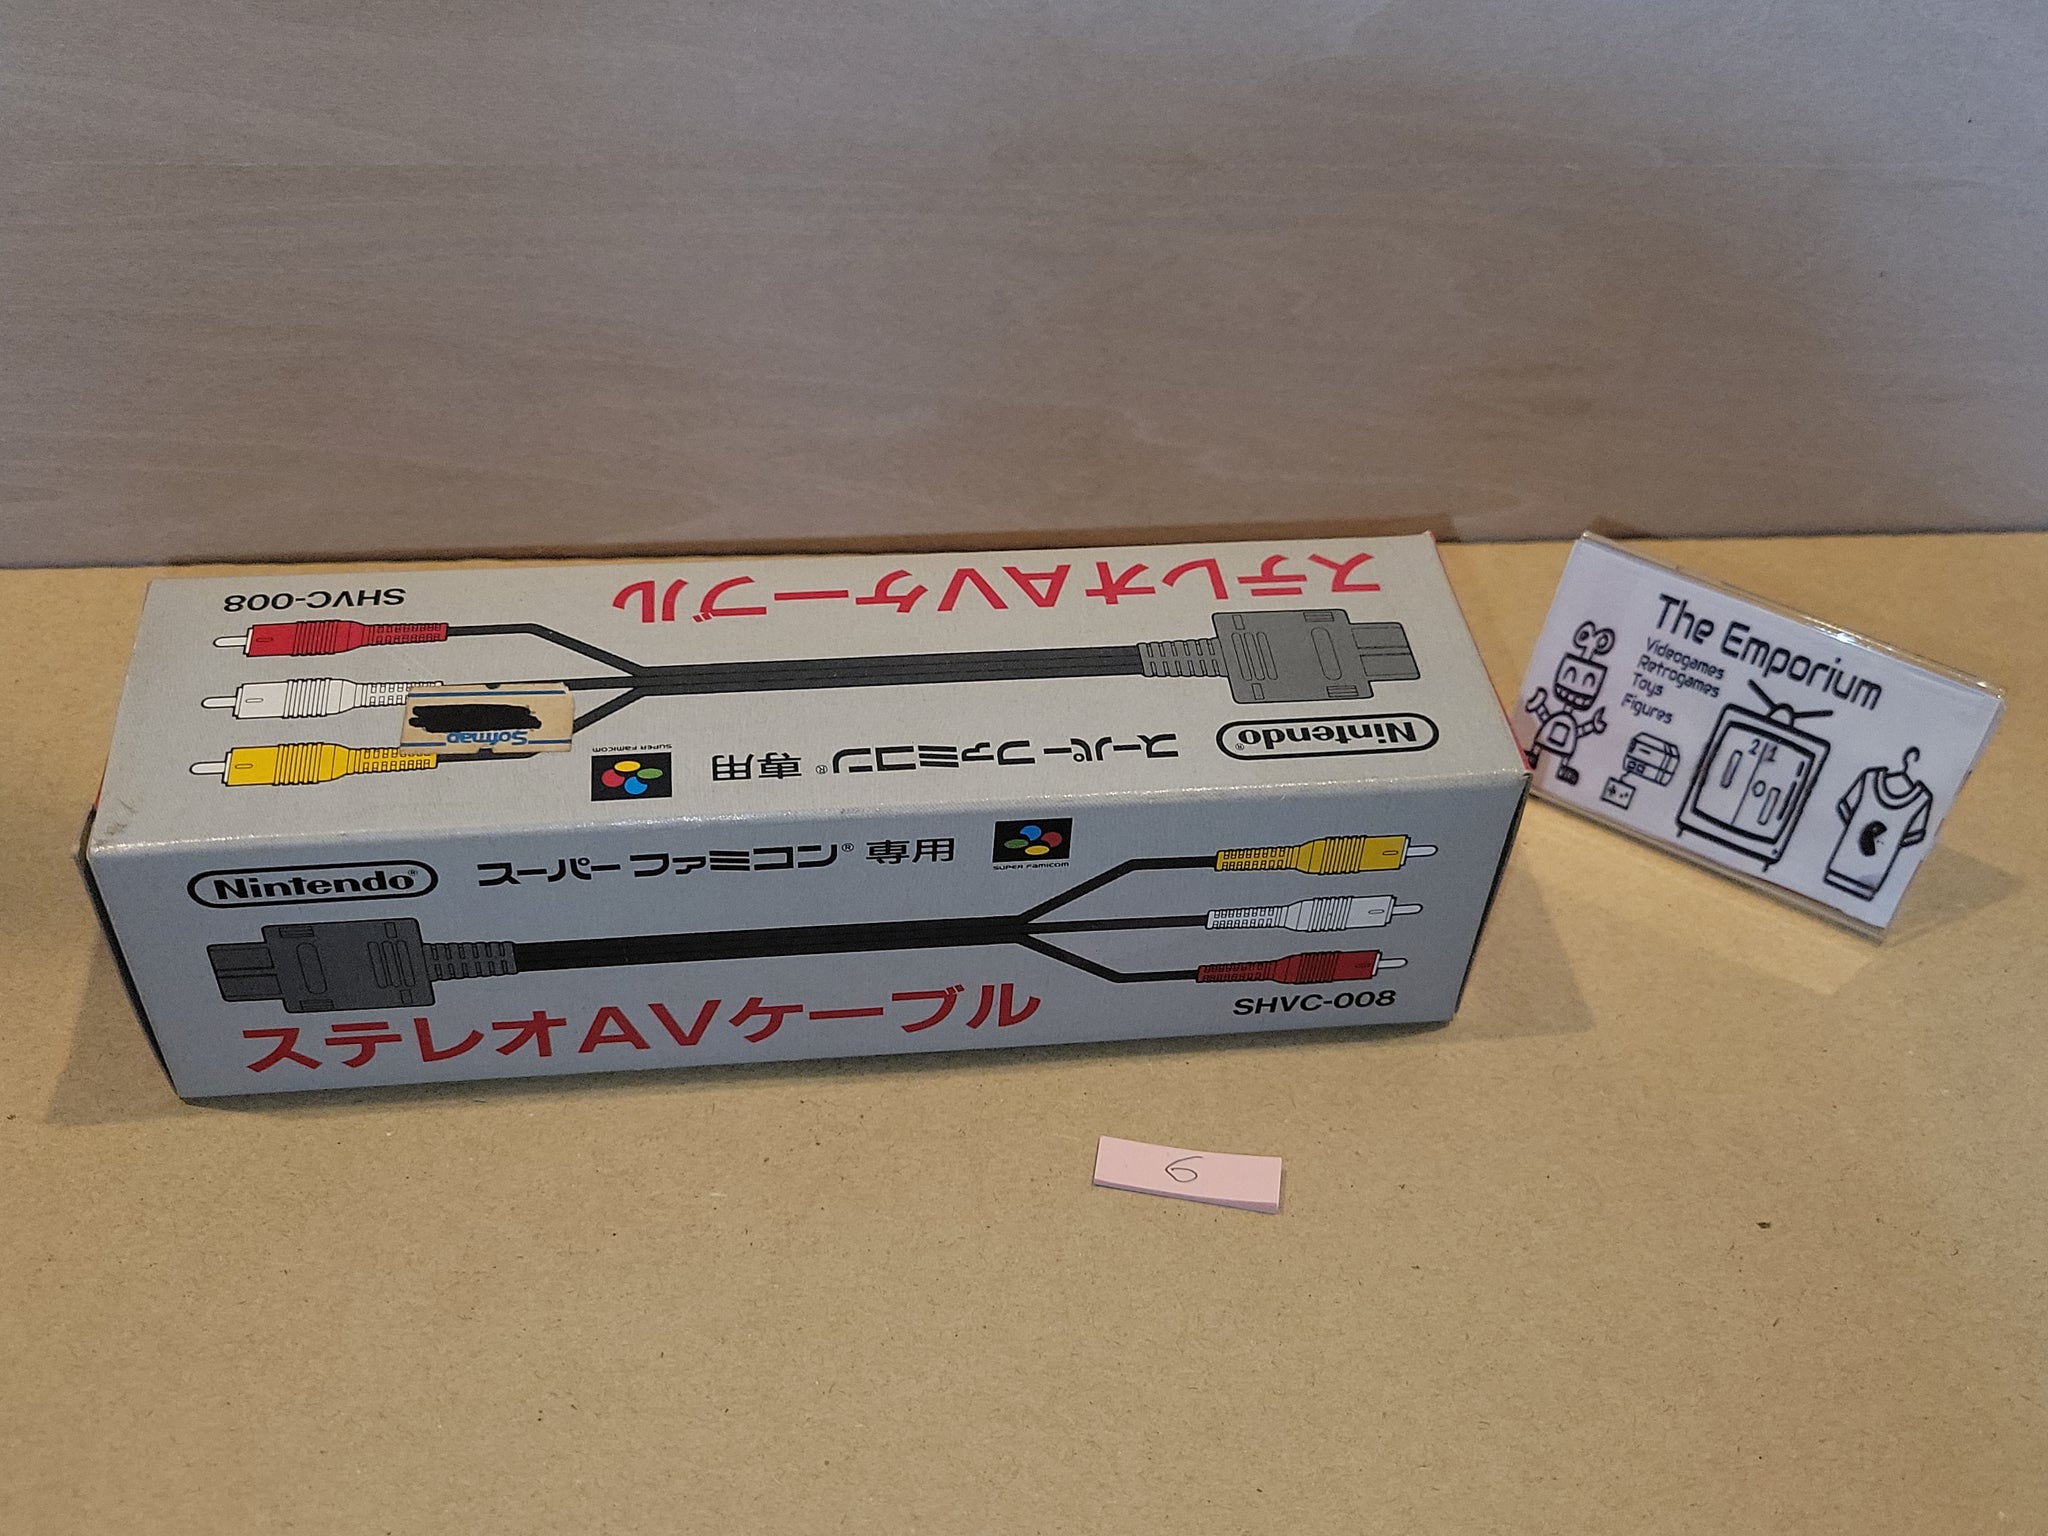 ステレオAVケーブル
SHVC-008
Sofmap
SUPER FAMICOM
スーパーファミコン® 専用
Nintendo®
Nintendo®
スーパーファミコン® 専用
SUPER FAMICOM
ステレオAVケーブル
SHVC-008
The Emporium
Videogames
Retrogames
Toys
Figures
2 1
6